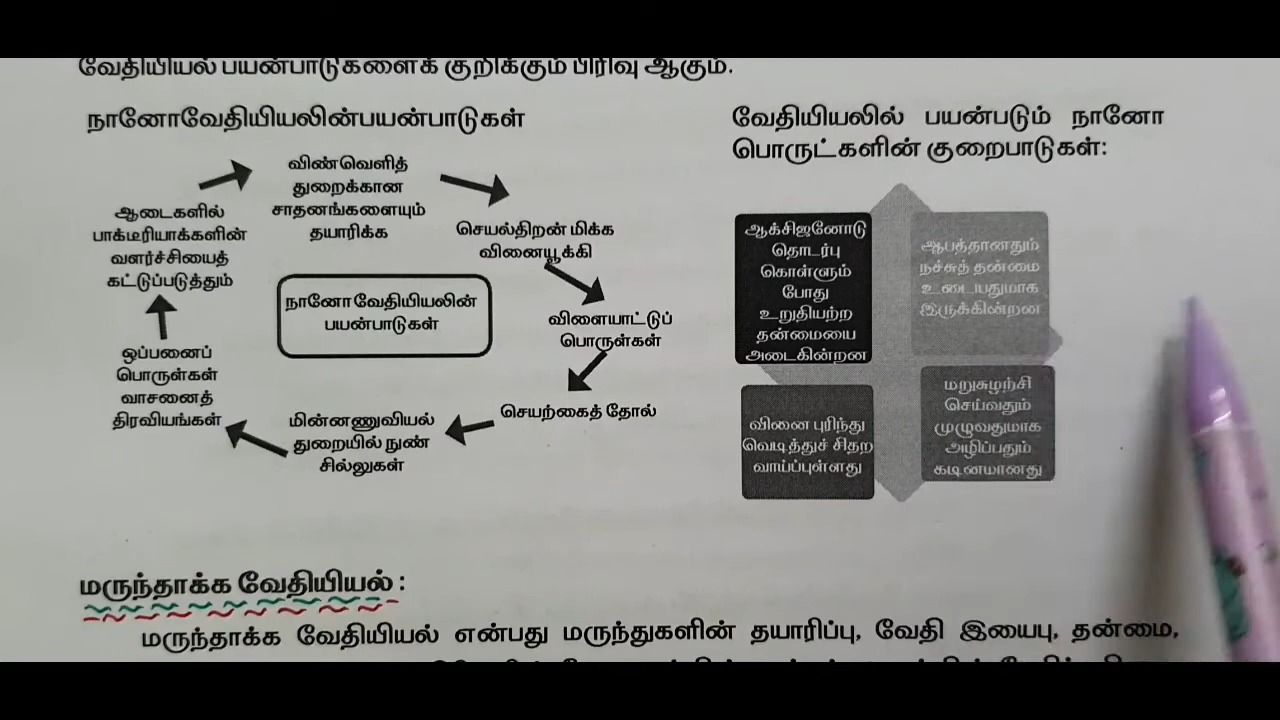 வேதியியல் பயன்பாடுகளைக் குறிக்கும் பிரிவு ஆகும்.
நானோவேதியியலின்பயன்பாடுகள்
விண்வெளித்
துறைக்கான
சாதனங்களையும்
தயாரிக்க
செயல்திறன் மிக்க
வினையூக்கி
விளையாட்டுப்
பொருள்கள்
செயற்கைத் தோல்
மின்னணுவியல்
துறையில் நுண்
சில்லுகள்
ஒப்பனைப்
பொருள்கள்
வாசனைத்
திரவியங்கள்
ஆடைகளில்
பாக்டீரியாக்களின்
வளர்ச்சியைத்
கட்டுப்படுத்தும்
நானோ வேதியியலின்
பயன்பாடுகள்
வேதியியலில் பயன்படும் நானோ
பொருட்களின் குறைபாடுகள்:
ஆக்சிஜனோடு
தொடர்பு
கொள்ளும்
போது
உறுதியற்ற
தன்மையை
அடைகின்றன
ஆபத்தானதும்
நச்சுத் தன்மை
உடையதுமாக
இருக்கின்றன
வினை புரிந்து
வெடித்துச் சிதற
வாய்ப்புள்ளது
மறுசுழற்சி
செய்வதும்
முழுவதுமாக
அழிப்பதும்
கடினமானது
மருந்தாக்க வேதியியல் :
மருந்தாக்க வேதியியல் என்பது மருந்துகளின் தயாரிப்பு, வேதி இயைபு, தன்மை,